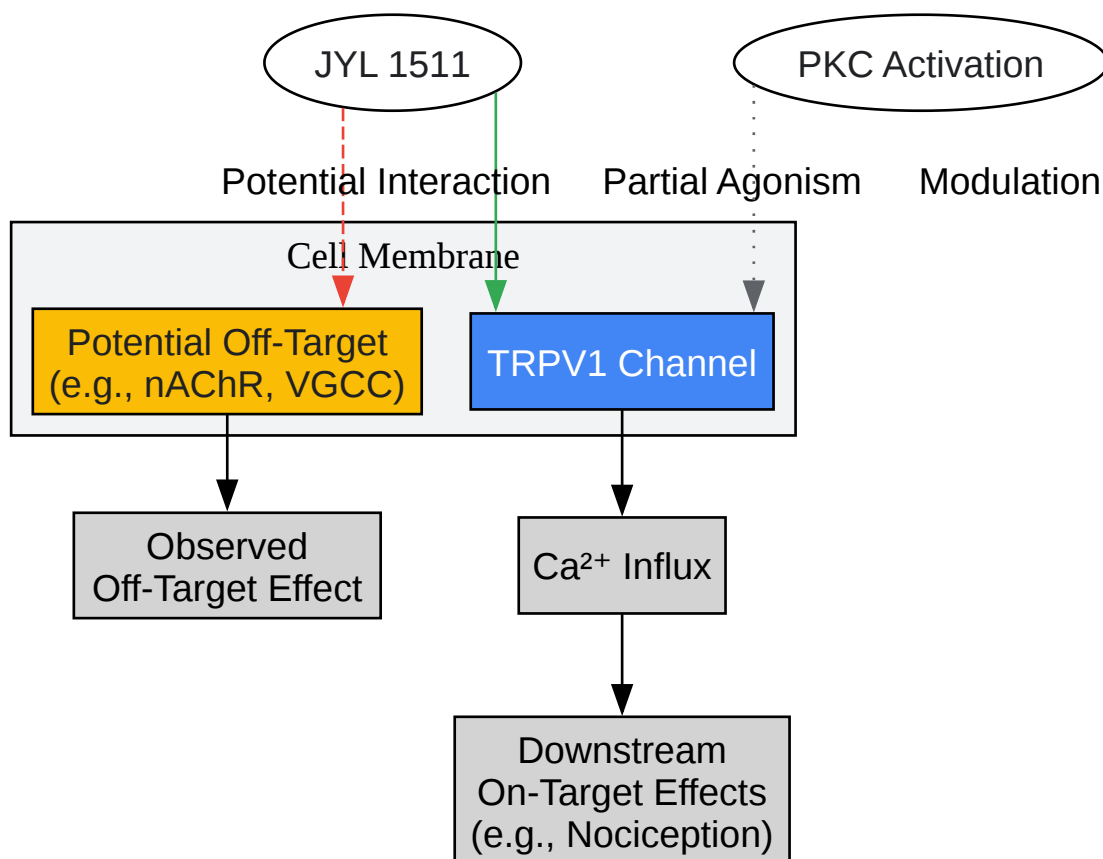 JYL 1511
PKC Activation
Potential Interaction
Partial Agonism
Modulation
Cell Membrane
Potential Off-Target
(e.g., nAChR, VGCC)
TRPV1 Channel
Observed
Off-Target Effect
Ca²⁺ Influx
Downstream
On-Target Effects
(e.g., Nociception)